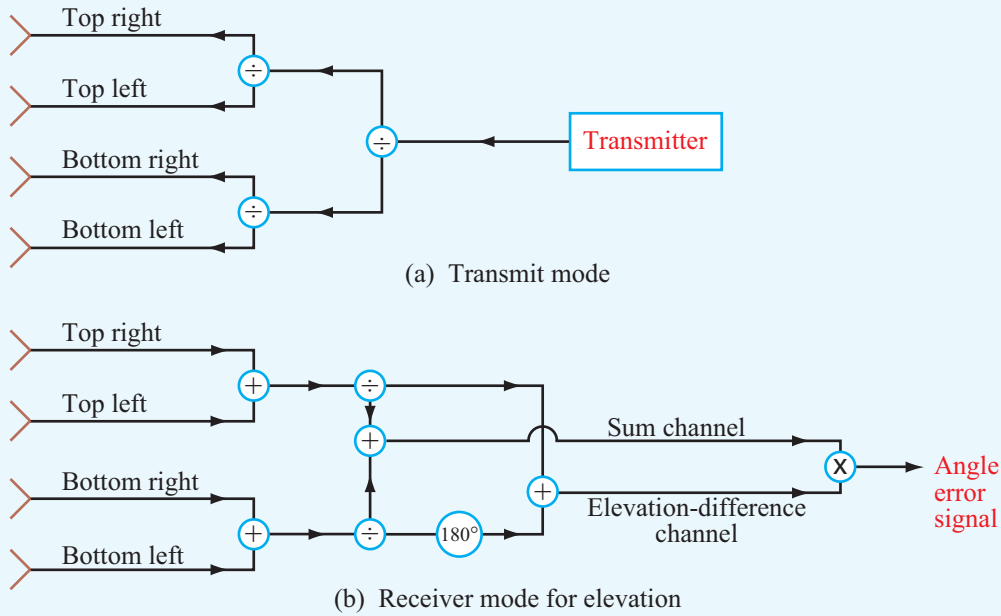 Top right
÷
Top left
÷
Transmitter
Bottom right
÷
Bottom left
(a) Transmit mode
Top right
+
÷
Top left
+
Sum channel
X
Angle
error
signal
Bottom right
+
Elevation-difference
channel
+
÷
180°
Bottom left
(b) Receiver mode for elevation